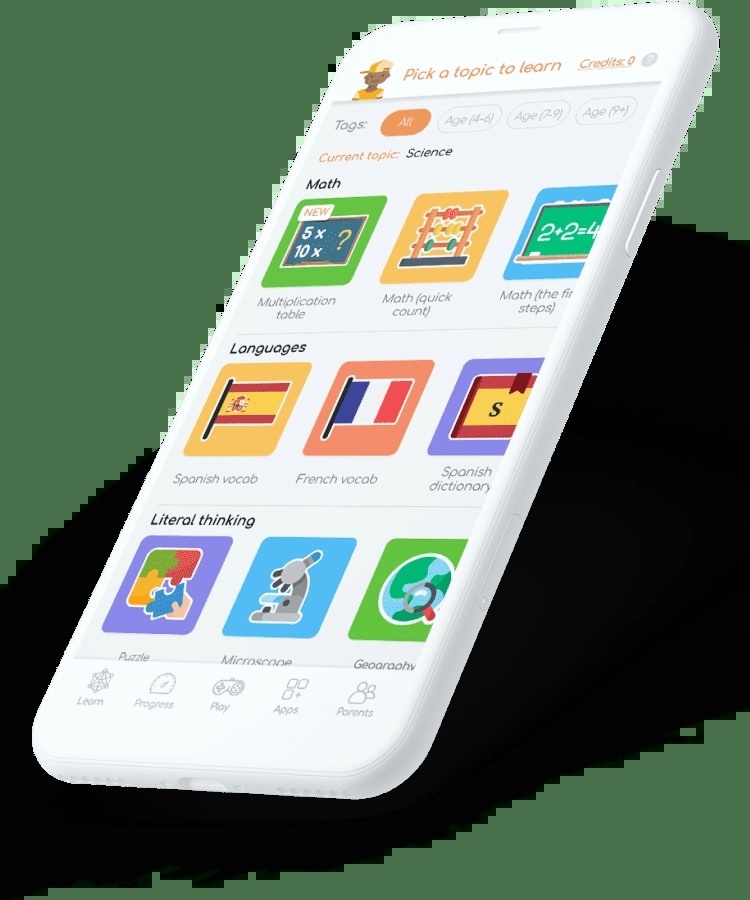 Pick a topic to learn
Credits: 0
?
Tags:
All
Age (4-6)
Age (7-9)
Age (9+)
Current topic: Science
Math
NEW
5 x
10 x
?
2+2=4
Multiplication
table
Math (quick
count)
Math (the fir
steps)
Languages
S
Spanish vocab
French vocab
Spanish
dictionary
Literal thinking
Puzzle
Microscope
Geography
Learn
Progress
Play
Apps
Parents